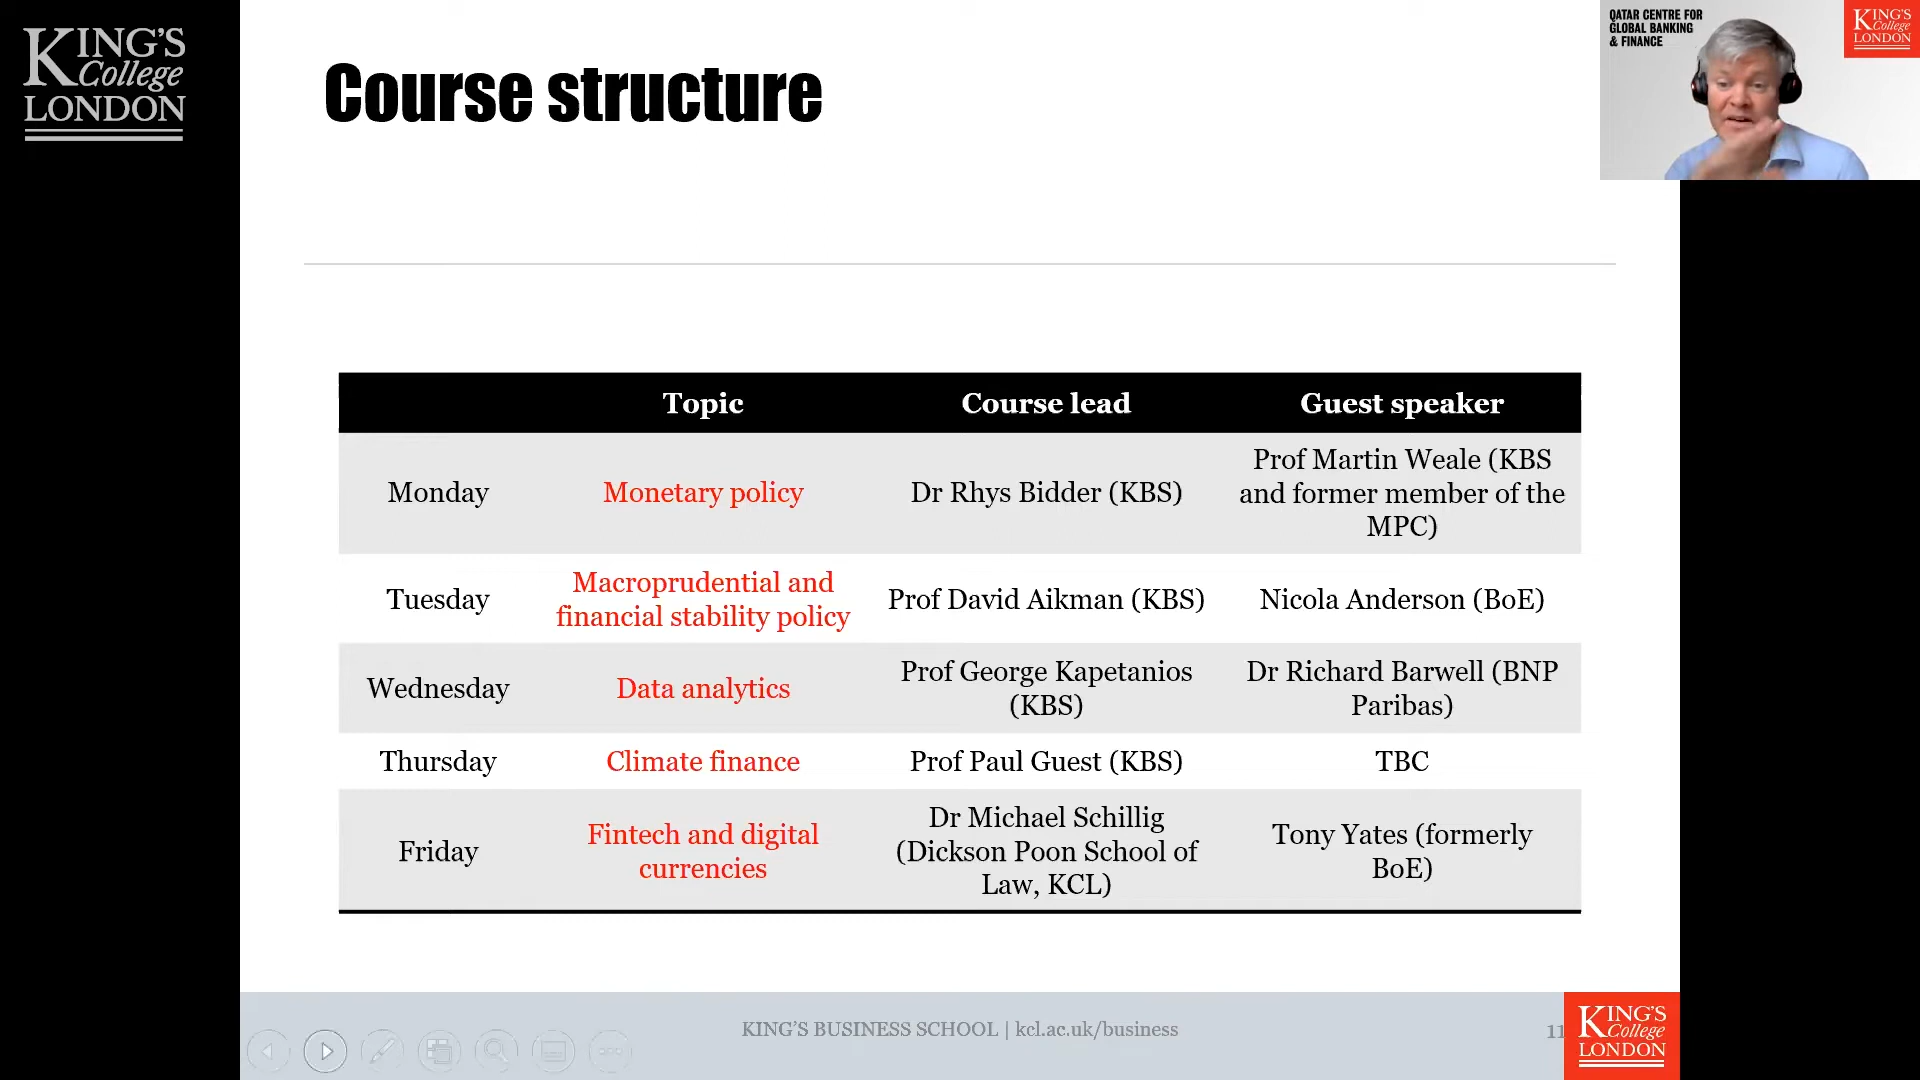 KING'S
College
LONDON
Course structure
QATAR CENTRE FOR
GLOBAL BANKING
& FINANCE
KING'S
College
LONDON
Topic
Course lead
Guest speaker
Monday
Monetary policy
Dr Rhys Bidder (KBS)
Prof Martin Weale (KBS
and former member of the
MPC)
Tuesday
Macroprudential and
financial stability policy
Prof David Aikman (KBS)
Nicola Anderson (BoE)
Wednesday
Data analytics
Prof George Kapetanios
(KBS)
Dr Richard Barwell (BNP
Paribas)
Thursday
Climate finance
Prof Paul Guest (KBS)
TBC
Friday
Fintech and digital
currencies
Dr Michael Schillig
(Dickson Poon School of
Law, KCL)
Tony Yates (formerly
BoE)
KING'S BUSINESS SCHOOL | kcl.ac.uk/business
11
KING'S
College
LONDON